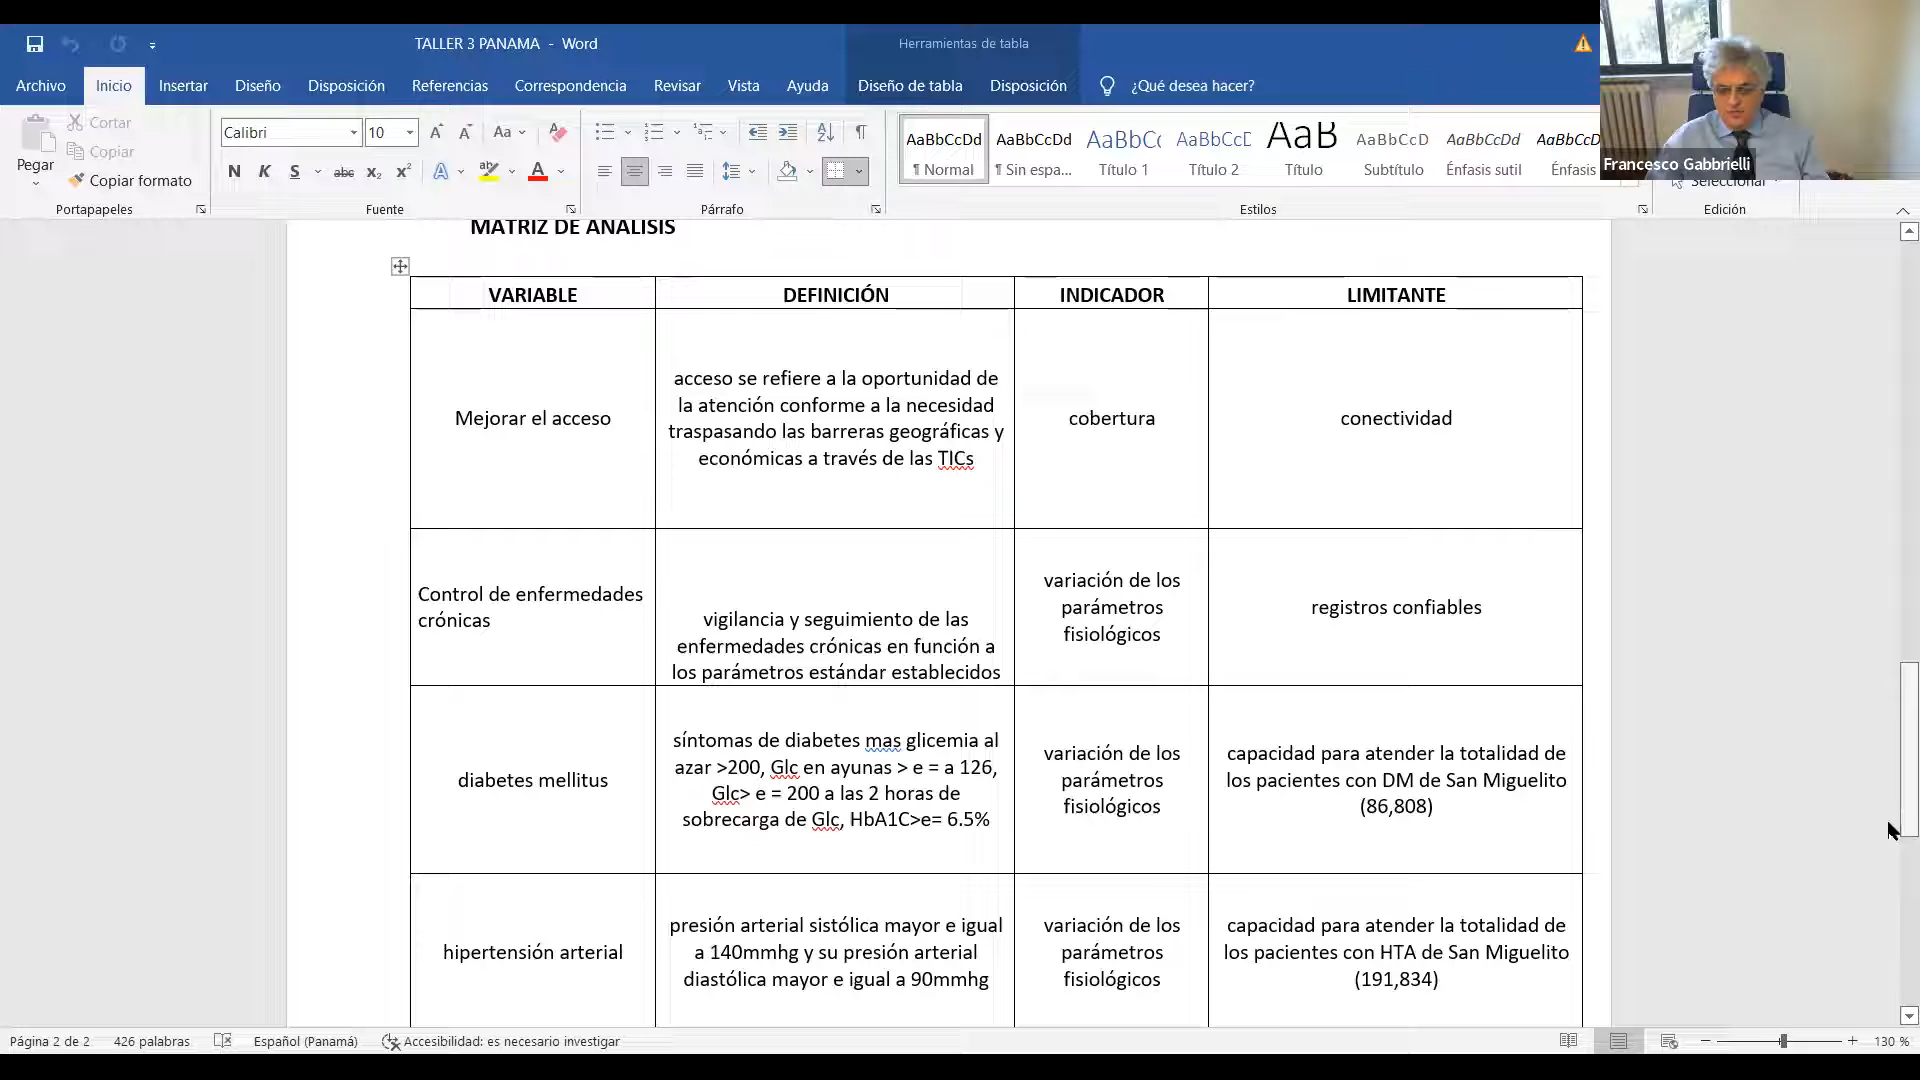 TALLER 3 PANAMA - Word
Herramientas de tabla
Archivo Inicio Insertar Diseño Disposición Referencias Correspondencia Revisar Vista Ayuda Diseño de tabla Disposición ¿Qué desea hacer?
Pegar
Cortar
Copiar
Copiar formato
Portapapeles
Calibri 10
N K S abc x₂ x²
Fuente
Párrafo
AaBbCcDd AaBbCcDd AaBbC AaBbCcD AaB AaBbCcD AaBbCcDd AaBbCcDd
¶ Normal ¶ Sin espa... Título 1 Título 2 Título Subtítulo Énfasis sutil Énfasis
Estilos
Seleccionar
Edición
Francesco Gabbrielli
MATRIZ DE ANALISIS
VARIABLE DEFINICIÓN INDICADOR LIMITANTE
Mejorar el acceso
acceso se refiere a la oportunidad de
la atención conforme a la necesidad
traspasando las barreras geográficas y
económicas a través de las TICs
cobertura
conectividad
Control de enfermedades
crónicas
vigilancia y seguimiento de las
enfermedades crónicas en función a
los parámetros estándar establecidos
variación de los
parámetros
fisiológicos
registros confiables
diabetes mellitus
síntomas de diabetes mas glicemia al
azar >200, Glc en ayunas > e = a 126,
Glc> e = 200 a las 2 horas de
sobrecarga de Glc, HbA1C>e= 6.5%
variación de los
parámetros
fisiológicos
capacidad para atender la totalidad de
los pacientes con DM de San Miguelito
(86,808)
hipertensión arterial
presión arterial sistólica mayor e igual
a 140mmhg y su presión arterial
diastólica mayor e igual a 90mmhg
variación de los
parámetros
fisiológicos
capacidad para atender la totalidad de
los pacientes con HTA de San Miguelito
(191,834)
Página 2 de 2 426 palabras Español (Panamá) Accesibilidad: es necesario investigar 130 %